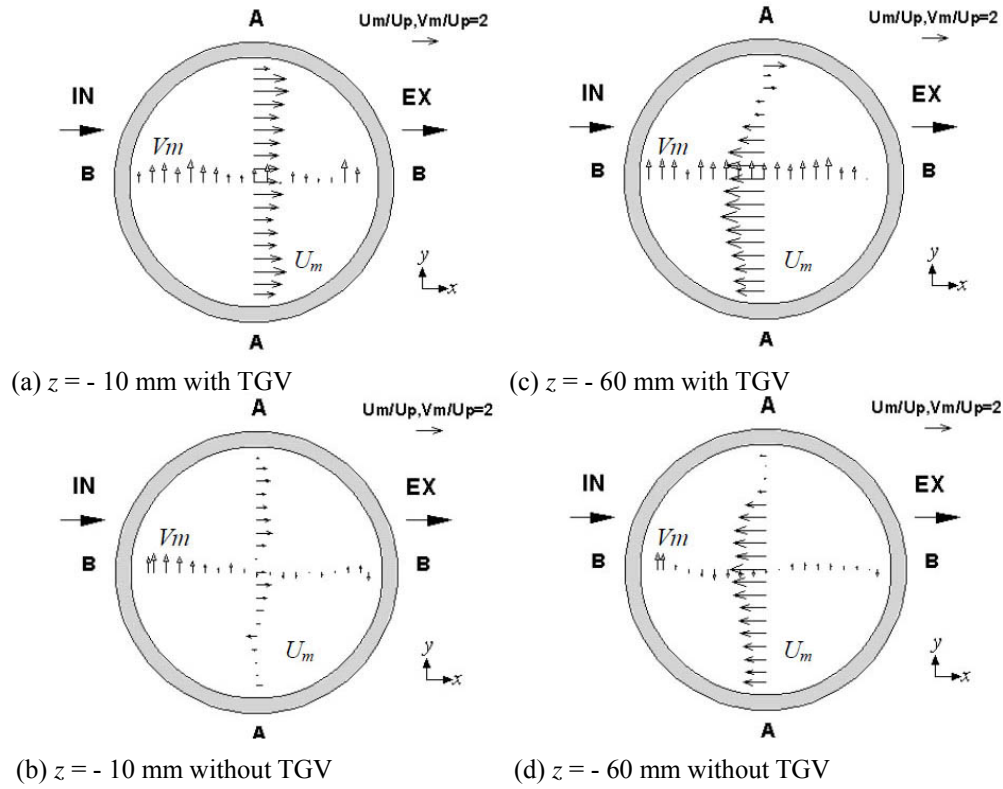 A
Um/Up,Vm/Up=2
IN
EX
Vm
B
B
Um
y
x
A
(a) z = - 10 mm with TGV
A
Um/Up,Vm/Up=2
IN
EX
Vm
B
B
Um
y
x
A
(c) z = - 60 mm with TGV
A
Um/Up,Vm/Up=2
IN
EX
Vm
B
B
Um
y
x
A
(b) z = - 10 mm without TGV
A
Um/Up,Vm/Up=2
IN
EX
Vm
B
B
Um
y
x
A
(d) z = - 60 mm without TGV